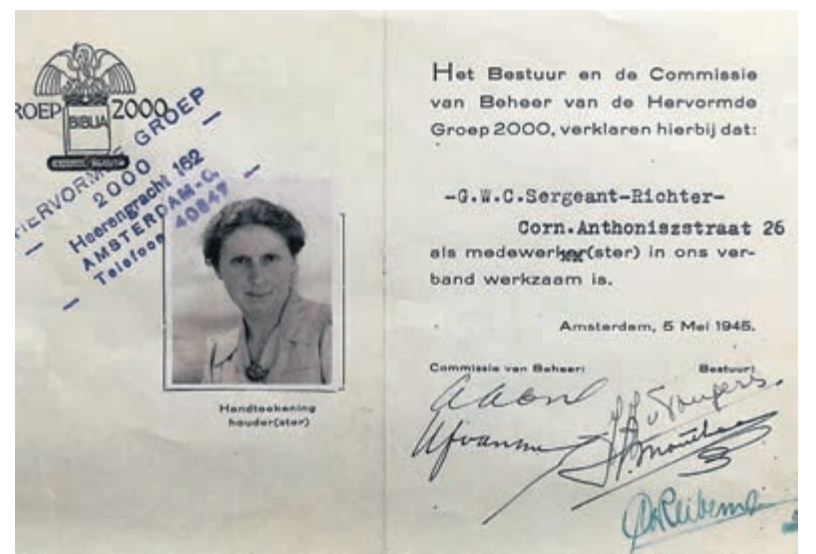 ROEP 2000
BIBLIA
HERVORMDE GROEP
2000
Heerengracht 162
AMSTERDAM-C.
Telefoon 40847
Handteekening
houder(ster)
Het Bestuur en de Commissie
van Beheer van de Hervormde
Groep 2000, verklaren hierbij dat:
-G.W.C.Sergeant-Richter-
Corn.Anthoniszstraat 26
als medewerker(ster) in ons ver-
band werkzaam is.
Amsterdam, 5 Mei 1945.
Commissie van Beheer: Bestuur: